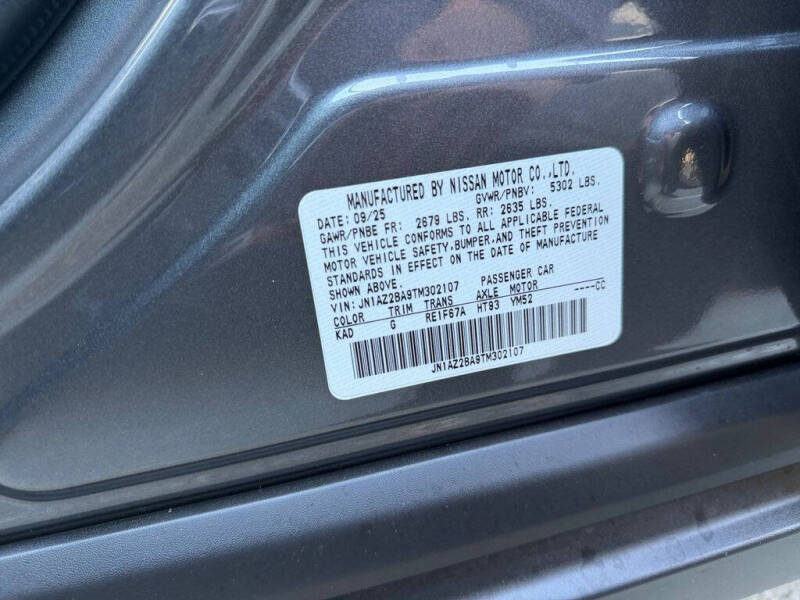 MANUFACTURED BY NISSAN MOTOR CO.,LTD.
DATE: 09/25 GVWR/PNBV: 5302 LBS.
GAWR/PNBE FR: 2679 LBS. RR: 2635 LBS.
THIS VEHICLE CONFORMS TO ALL APPLICABLE FEDERAL
MOTOR VEHICLE SAFETY,BUMPER,AND THEFT PREVENTION
STANDARDS IN EFFECT ON THE DATE OF MANUFACTURE
SHOWN ABOVE.
VIN: JN1AZ2BA9TM302107 PASSENGER CAR
COLOR TRIM TRANS AXLE MOTOR ----CC
KAD G RE1F67A HT93 YM52
JN1AZ2BA9TM302107